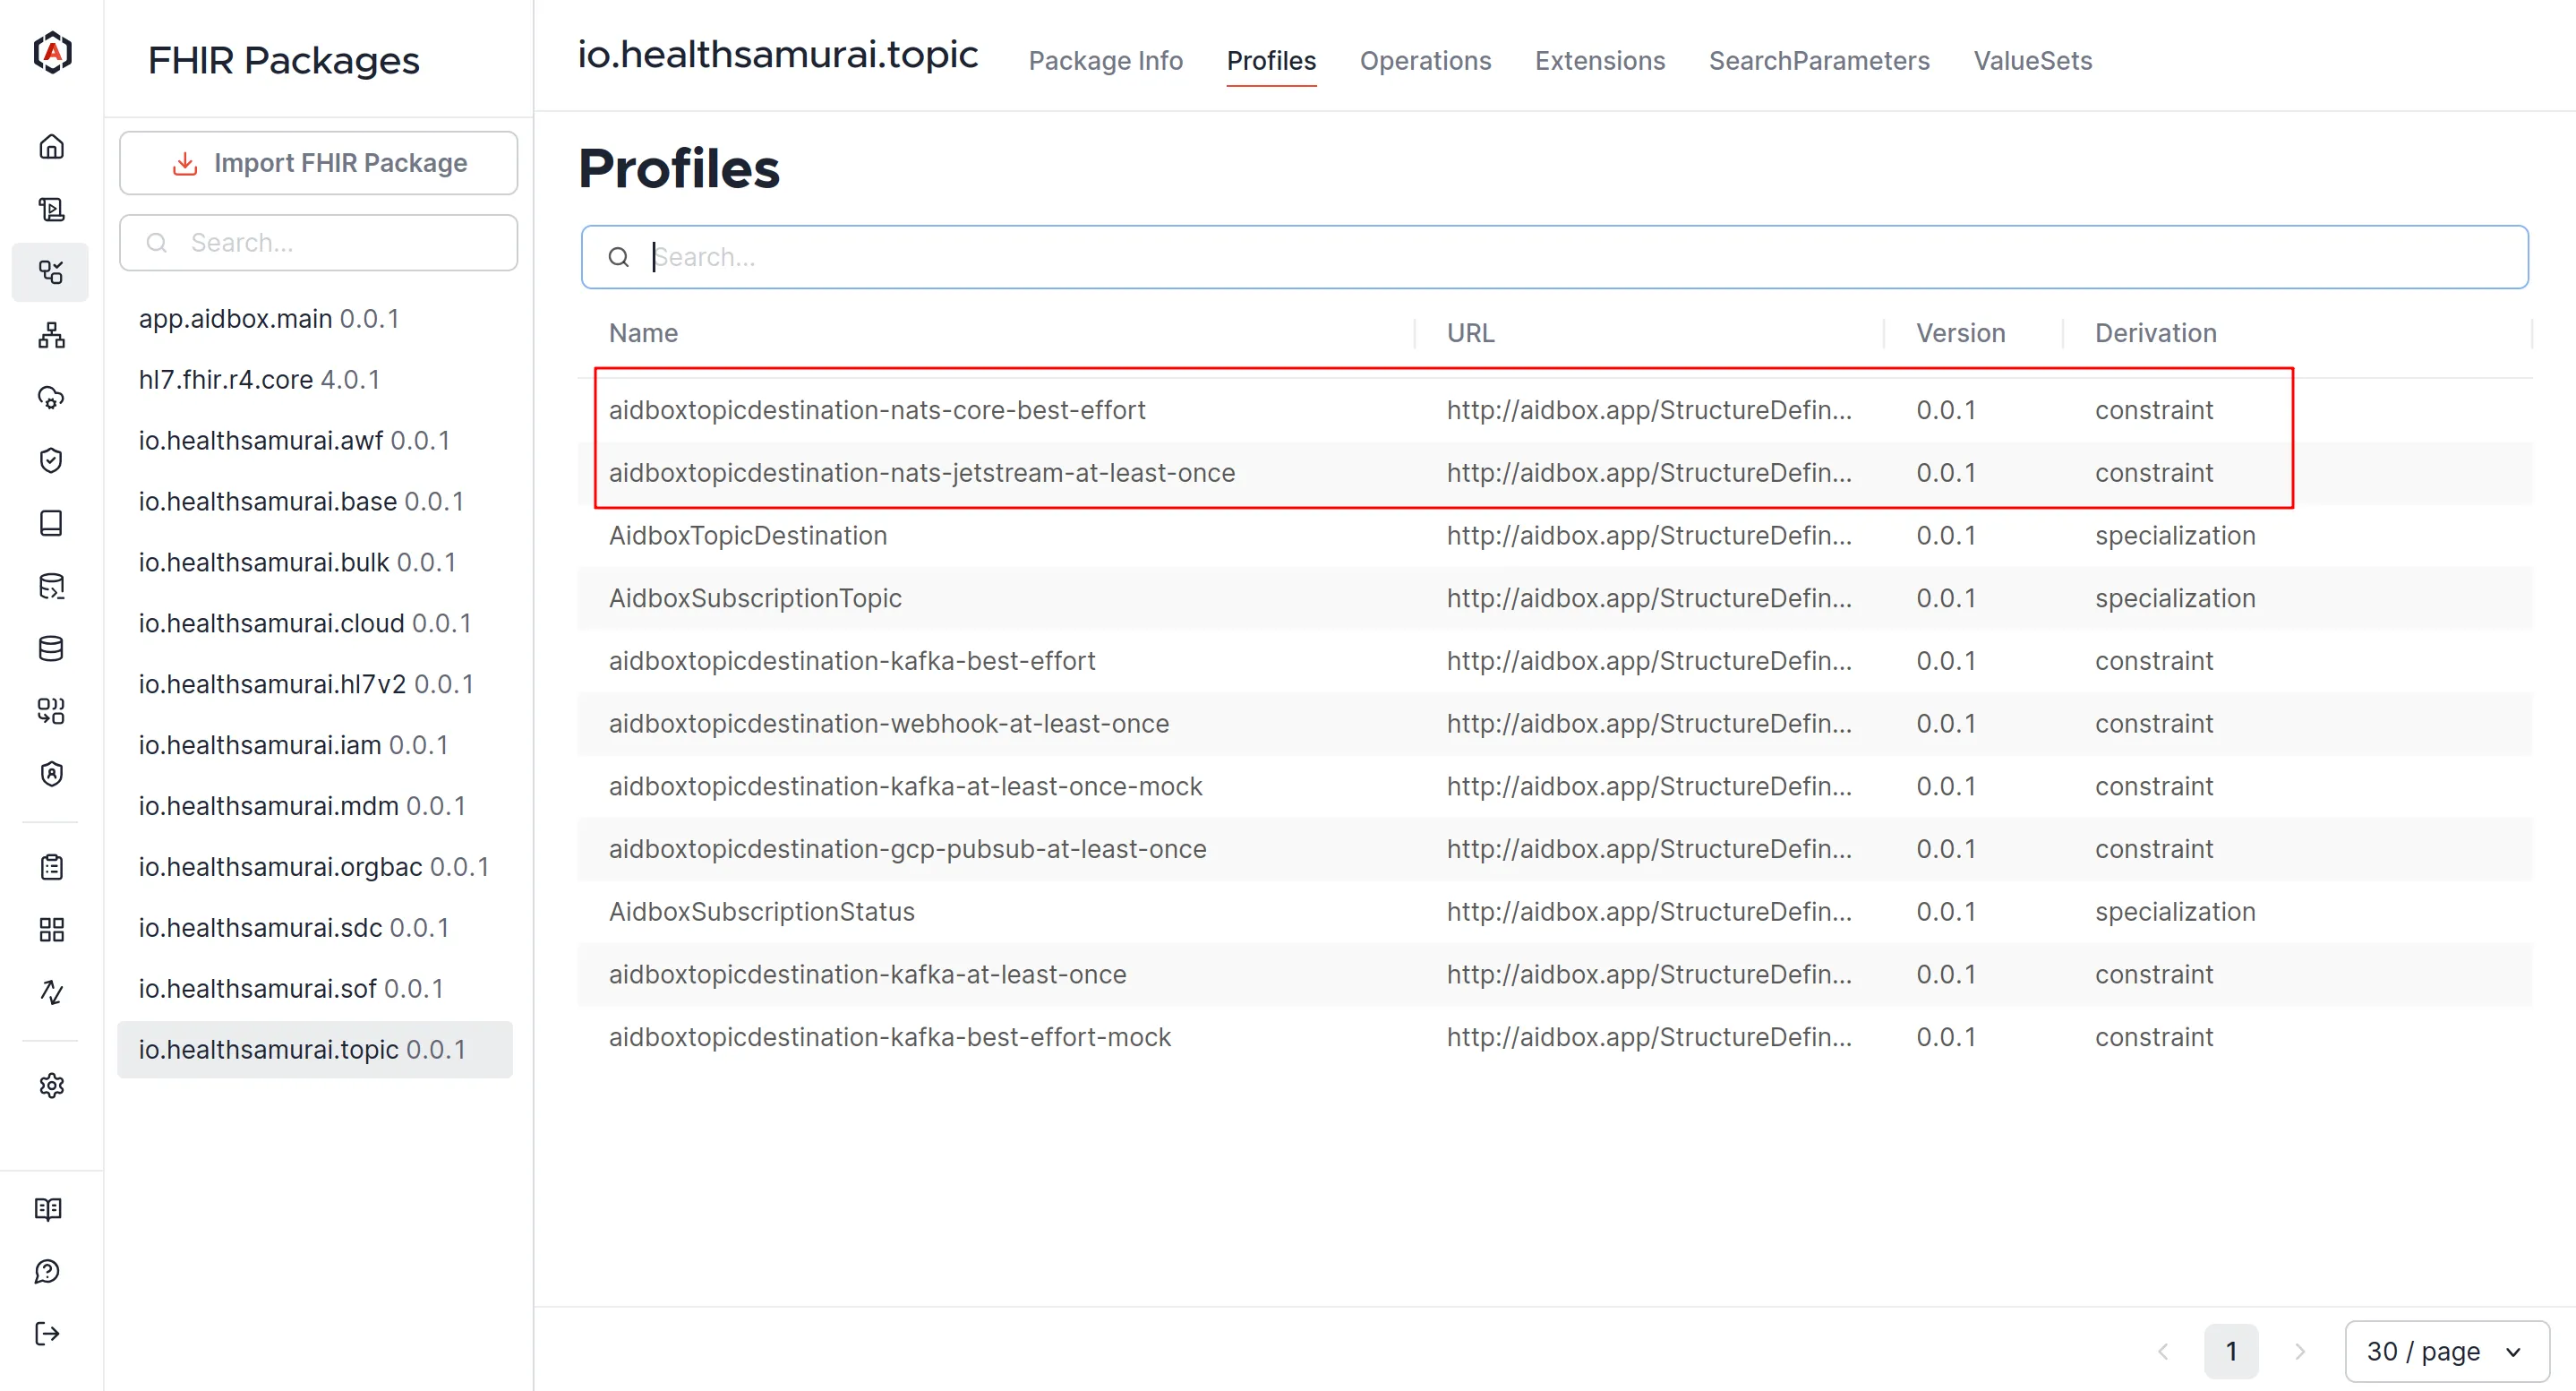 FHIR Packages
Import FHIR Package
Search...
app.aidbox.main 0.0.1
hl7.fhir.r4.core 4.0.1
io.healthsamurai.awf 0.0.1
io.healthsamurai.base 0.0.1
io.healthsamurai.bulk 0.0.1
io.healthsamurai.cloud 0.0.1
io.healthsamurai.hl7v2 0.0.1
io.healthsamurai.iam 0.0.1
io.healthsamurai.mdm 0.0.1
io.healthsamurai.orgbac 0.0.1
io.healthsamurai.sdc 0.0.1
io.healthsamurai.sof 0.0.1
io.healthsamurai.topic 0.0.1
io.healthsamurai.topic Package Info Profiles Operations Extensions SearchParameters ValueSets
Profiles
Search...
Name URL Version Derivation
aidboxtopicdestination-nats-core-best-effort http://aidbox.app/StructureDefin... 0.0.1 constraint
aidboxtopicdestination-nats-jetstream-at-least-once http://aidbox.app/StructureDefin... 0.0.1 constraint
AidboxTopicDestination http://aidbox.app/StructureDefin... 0.0.1 specialization
AidboxSubscriptionTopic http://aidbox.app/StructureDefin... 0.0.1 specialization
aidboxtopicdestination-kafka-best-effort http://aidbox.app/StructureDefin... 0.0.1 constraint
aidboxtopicdestination-webhook-at-least-once http://aidbox.app/StructureDefin... 0.0.1 constraint
aidboxtopicdestination-kafka-at-least-once-mock http://aidbox.app/StructureDefin... 0.0.1 constraint
aidboxtopicdestination-gcp-pubsub-at-least-once http://aidbox.app/StructureDefin... 0.0.1 constraint
AidboxSubscriptionStatus http://aidbox.app/StructureDefin... 0.0.1 specialization
aidboxtopicdestination-kafka-at-least-once http://aidbox.app/StructureDefin... 0.0.1 constraint
aidboxtopicdestination-kafka-best-effort-mock http://aidbox.app/StructureDefin... 0.0.1 constraint
1 30 / page